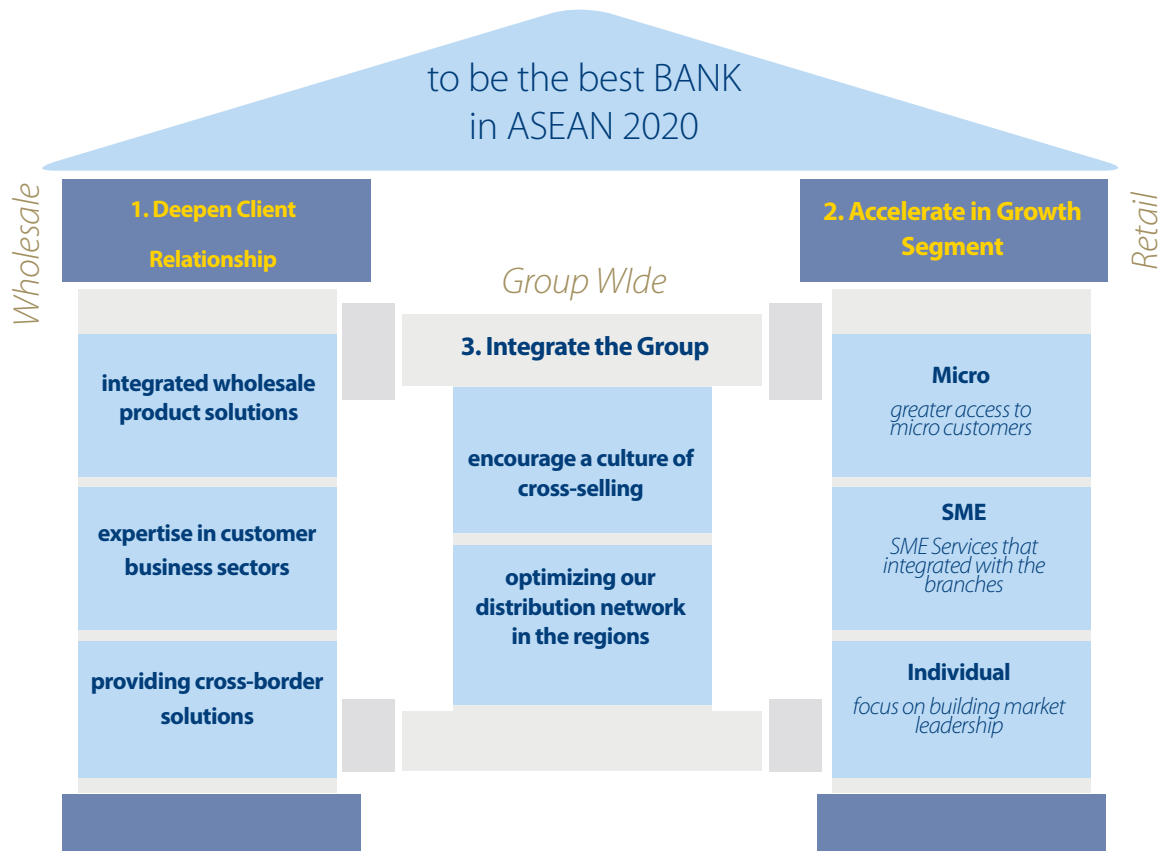 to be the best BANK
in ASEAN 2020
Wholesale
1. Deepen Client
Relationship
integrated wholesale
product solutions
expertise in customer
business sectors
providing cross-border
solutions
Group WIde
3. Integrate the Group
encourage a culture of
cross-selling
optimizing our
distribution network
in the regions
2. Accelerate in Growth
Segment
Retail
Micro
greater access to
micro customers
SME
SME Services that
integrated with the
branches
Individual
focus on building market
leadership